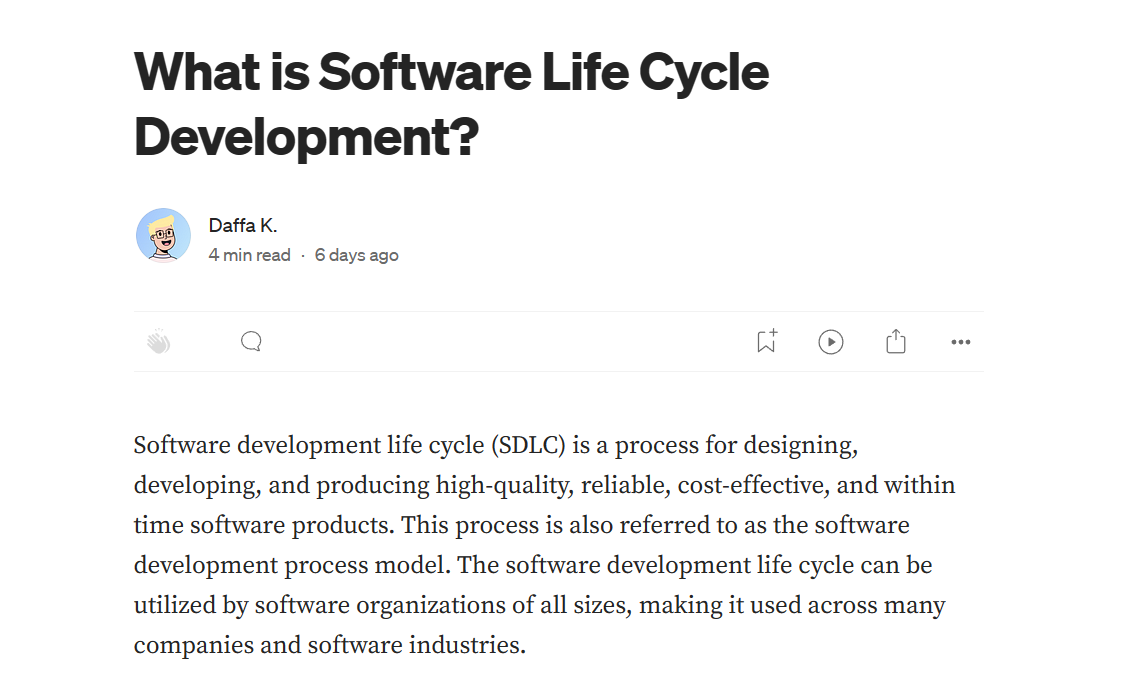 What is Software Life Cycle
Development?
Daffa K.
4 min read · 6 days ago
Software development life cycle (SDLC) is a process for designing,
developing, and producing high-quality, reliable, cost-effective, and within
time software products. This process is also referred to as the software
development process model. The software development life cycle can be
utilized by software organizations of all sizes, making it used across many
companies and software industries.